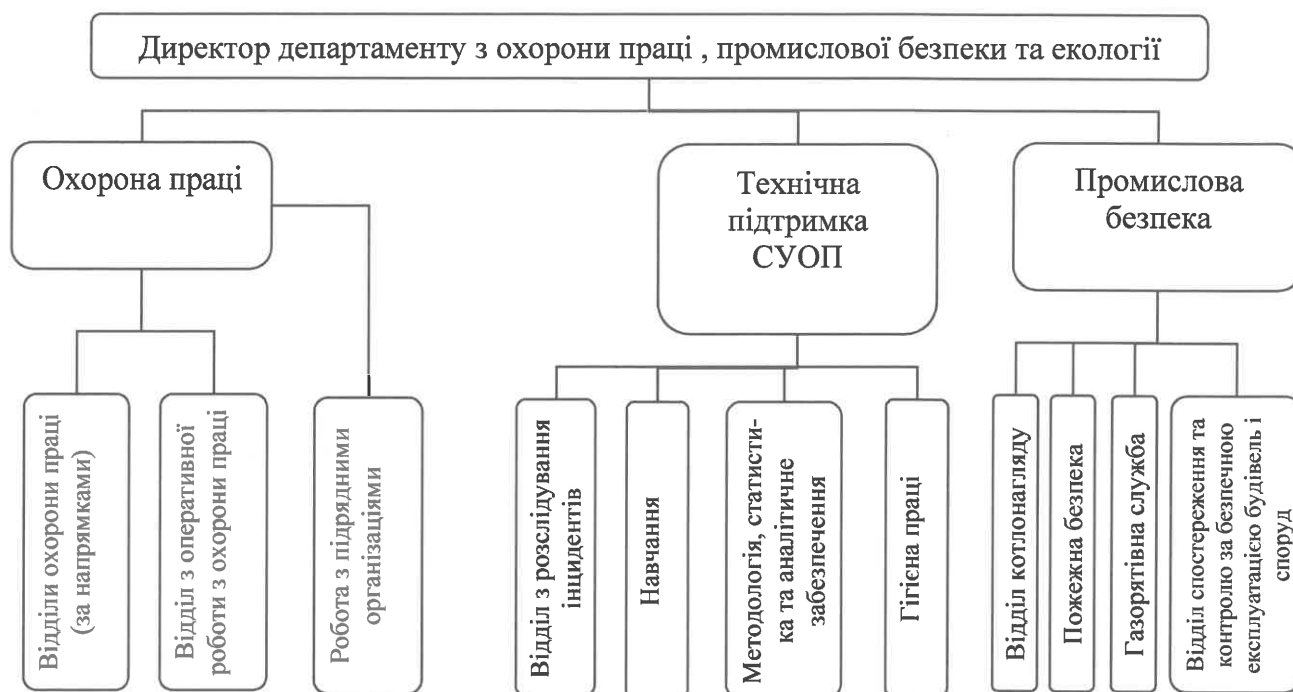 Директор департаменту з охорони праці , промислової безпеки та екології
Охорона праці
Технічна
підтримка
СУОП
Промислова
безпека
Відділи охорони праці
(за напрямками)
Відділ з оперативної
роботи з охорони праці
Робота з підрядними
організаціями
Відділ з розслідування
інцидентів
Навчання
Методологія, статисти-
ка та аналітичне
забезпечення
Гігієна праці
Відділ котлонагляду
Пожежна безпека
Газорятівна служба
Відділ спостереження та
контролю за безпечною
експлуатацією будівель і
споруд